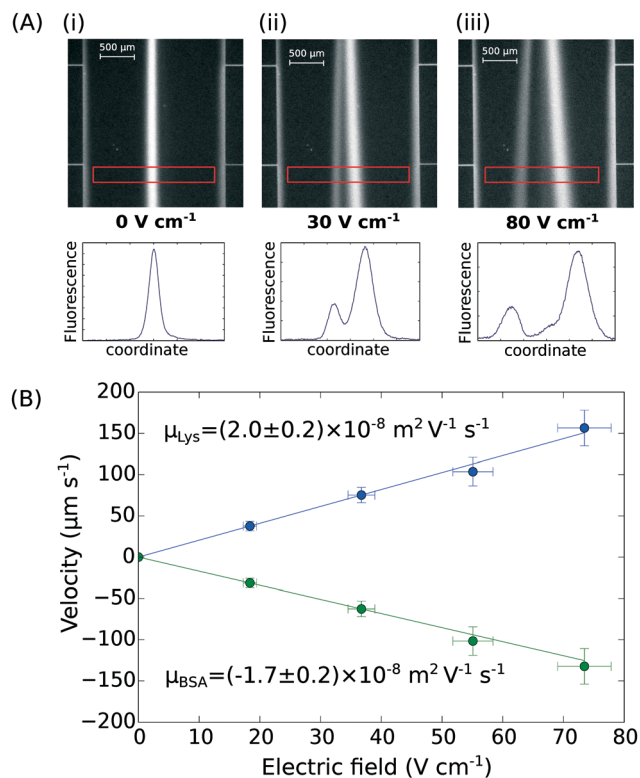 (A) (i) (ii) (iii)
500 µm 500 µm 500 µm
0 V cm⁻¹ 30 V cm⁻¹ 80 V cm⁻¹
Fluorescence Fluorescence Fluorescence
coordinate coordinate coordinate
(B)
200
150
100
50
0
−50
−100
−150
−200
Velocity (µm s⁻¹)
μLys=(2.0±0.2)×10⁻⁸ m² V⁻¹ s⁻¹
μBSA=(-1.7±0.2)×10⁻⁸ m² V⁻¹ s⁻¹
0 10 20 30 40 50 60 70 80
Electric field (V cm⁻¹)